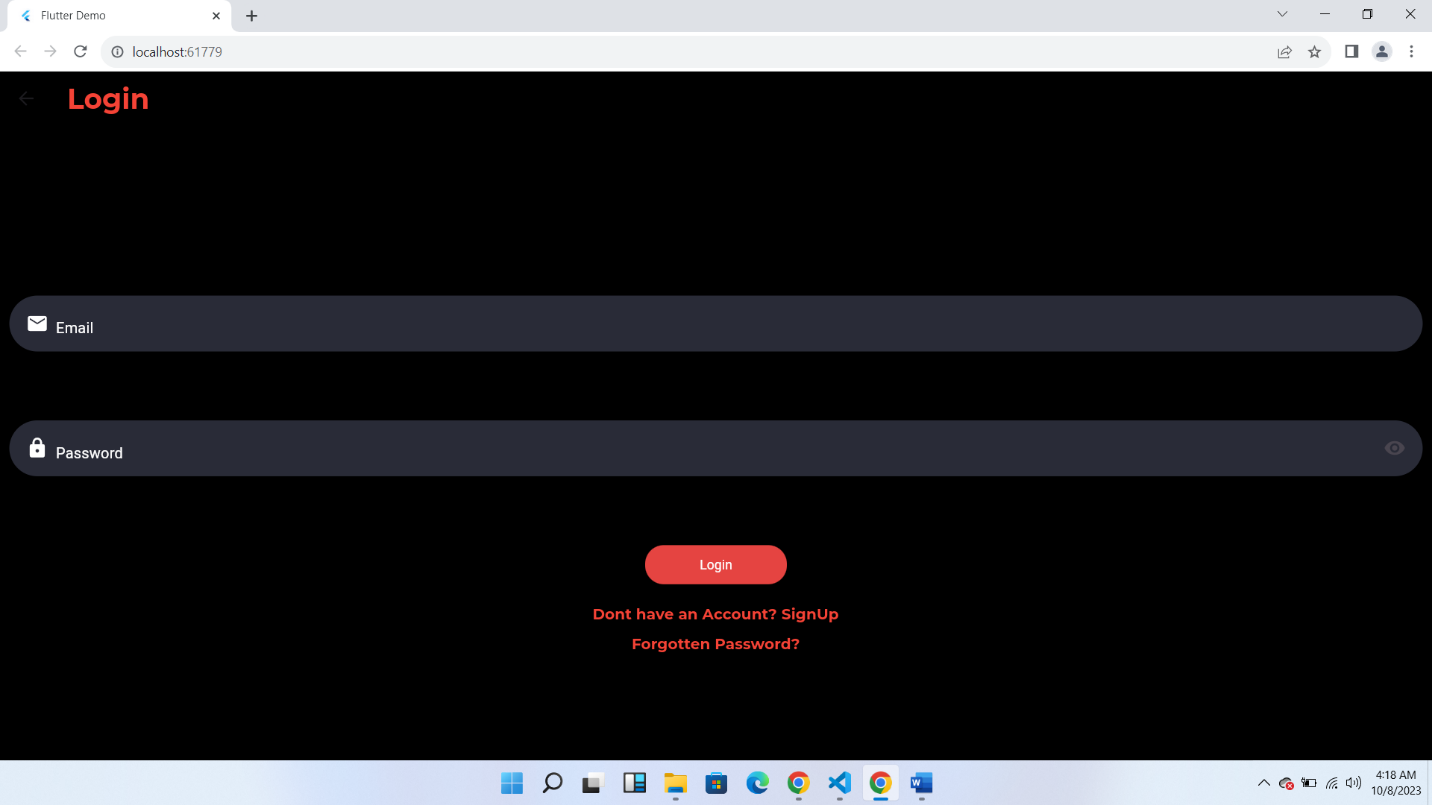 Flutter Demo
localhost:61779
Login
Email
Password
Login
Dont have an Account? SignUp
Forgotten Password?
4:18 AM
10/8/2023